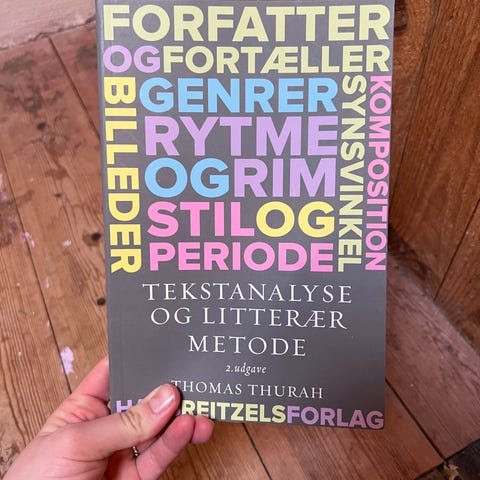 FORFATTER
OG FORTÆLLER
BILLEDER
GENRER
RYTME
OG RIM
STIL OG
PERIODE
SYNSVINKEL
KOMPOSITION
TEKSTANALYSE
OG LITTERÆR
METODE
2. udgave
THOMAS THURAH
REITZELS FORLAG